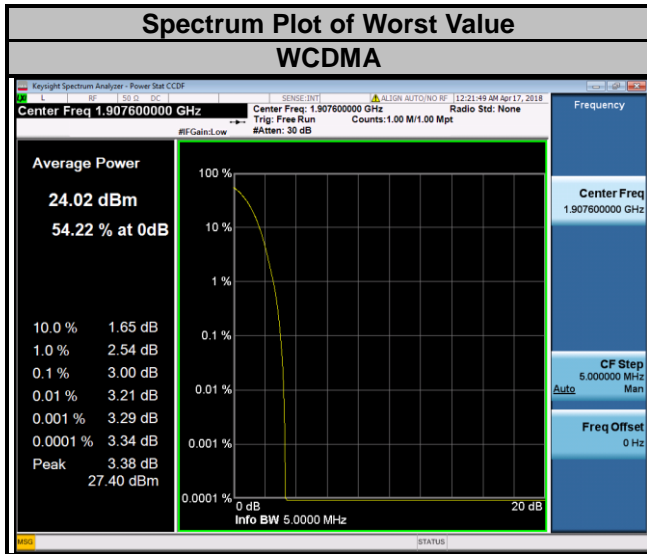 Spectrum Plot of Worst Value
WCDMA
Keysight Spectrum Analyzer - Power Stat CCDF
L RF 50 Ω DC SENSE:INT ALIGN AUTO/NO RF 12:21:49 AM Apr 17, 2018
Center Freq 1.907600000 GHz
Center Freq: 1.907600000 GHz Radio Std: None
Trig: Free Run Counts:1.00 M/1.00 Mpt
#IFGain:Low #Atten: 30 dB
Frequency
Average Power
24.02 dBm
54.22 % at 0dB
10.0 % 1.65 dB
1.0 % 2.54 dB
0.1 % 3.00 dB
0.01 % 3.21 dB
0.001 % 3.29 dB
0.0001 % 3.34 dB
Peak 3.38 dB
27.40 dBm
100 %
10 %
1 %
0.1 %
0.01 %
0.001 %
0.0001 %
0 dB 20 dB
Info BW 5.0000 MHz
Center Freq
1.907600000 GHz
CF Step
5.000000 MHz
Auto Man
Freq Offset
0 Hz
MSG STATUS